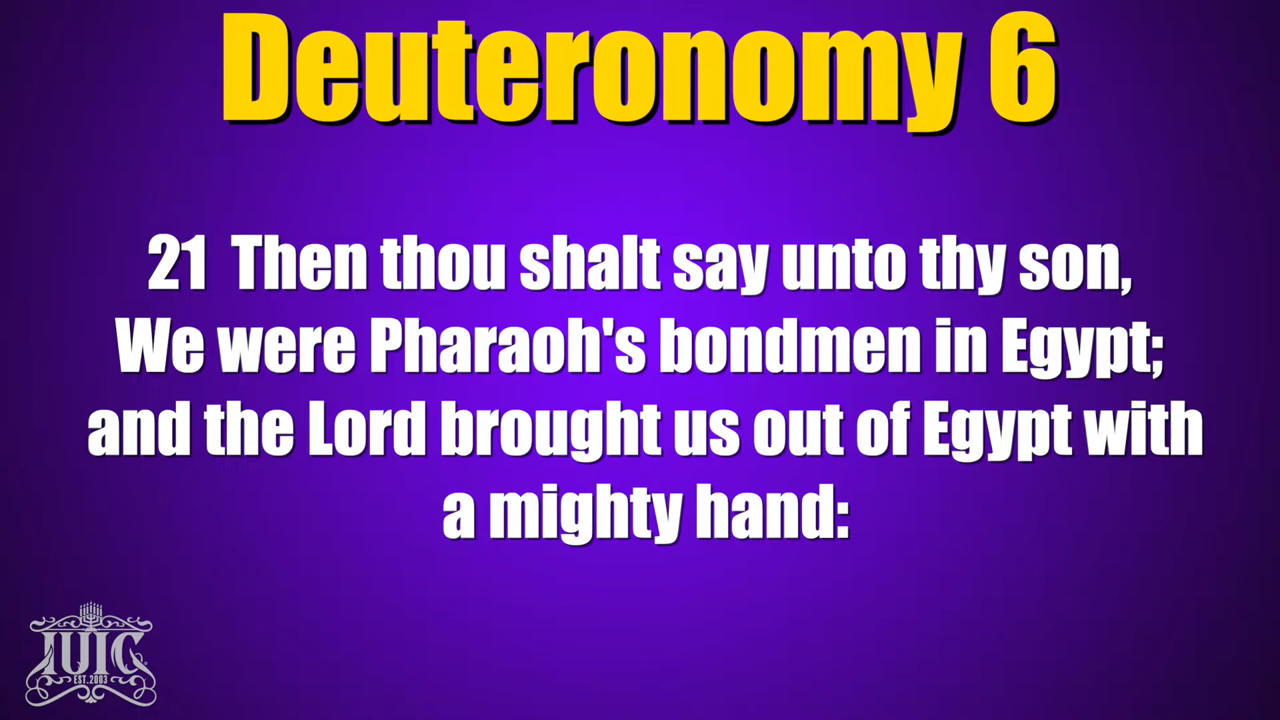 Deuteronomy 6
21 Then thou shalt say unto thy son,
We were Pharaoh's bondmen in Egypt;
and the Lord brought us out of Egypt with
a mighty hand:
IUIC
EST.2003